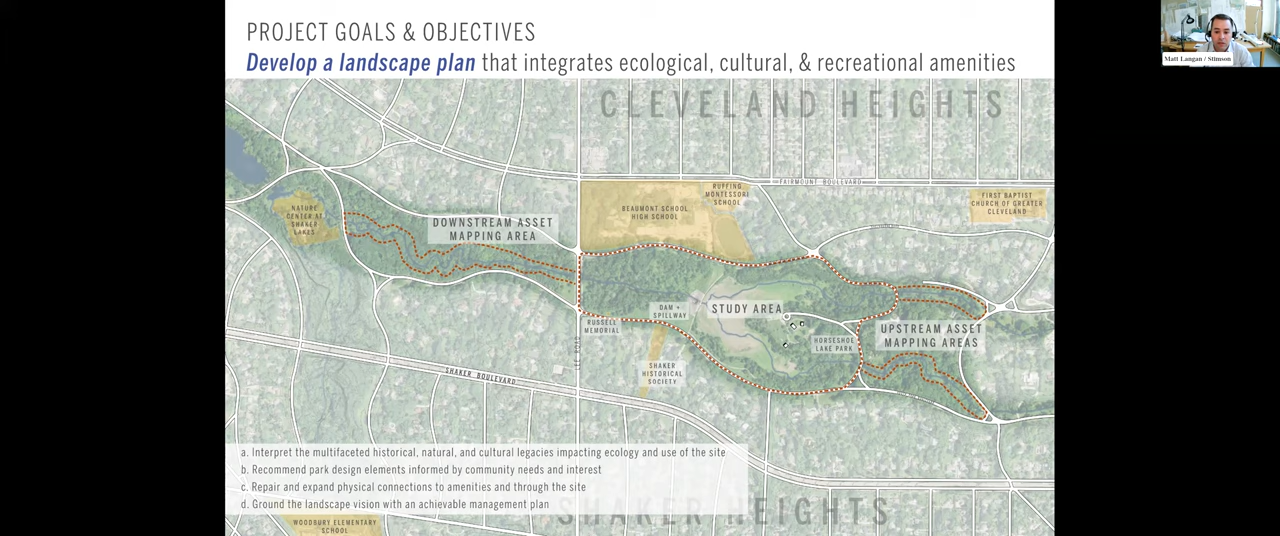 PROJECT GOALS & OBJECTIVES
Develop a landscape plan that integrates ecological, cultural, & recreational amenities
Matt Langan / Stimson
CLEVELAND HEIGHTS
FAIRMOUNT BOULEVARD
RUFFING
MONTESSORI
SCHOOL
BEAUMONT SCHOOL
HIGH SCHOOL
FIRST BAPTIST
CHURCH OF GREATER
CLEVELAND
NATURE
CENTER AT
SHAKER
LAKES
DOWNSTREAM ASSET
MAPPING AREA
STUDY AREA
DAM +
SPILLWAY
RUSSELL
MEMORIAL
HORSESHOE
LAKE PARK
UPSTREAM ASSET
MAPPING AREAS
LEE ROAD
SHAKER
HISTORICAL
SOCIETY
SHAKER BOULEVARD
a. Interpret the multifaceted historical, natural, and cultural legacies impacting ecology and use of the site
b. Recommend park design elements informed by community needs and interest
c. Repair and expand physical connections to amenities and through the site
d. Ground the landscape vision with an achievable management plan
SHAKER HEIGHTS
WOODBURY ELEMENTARY
SCHOOL